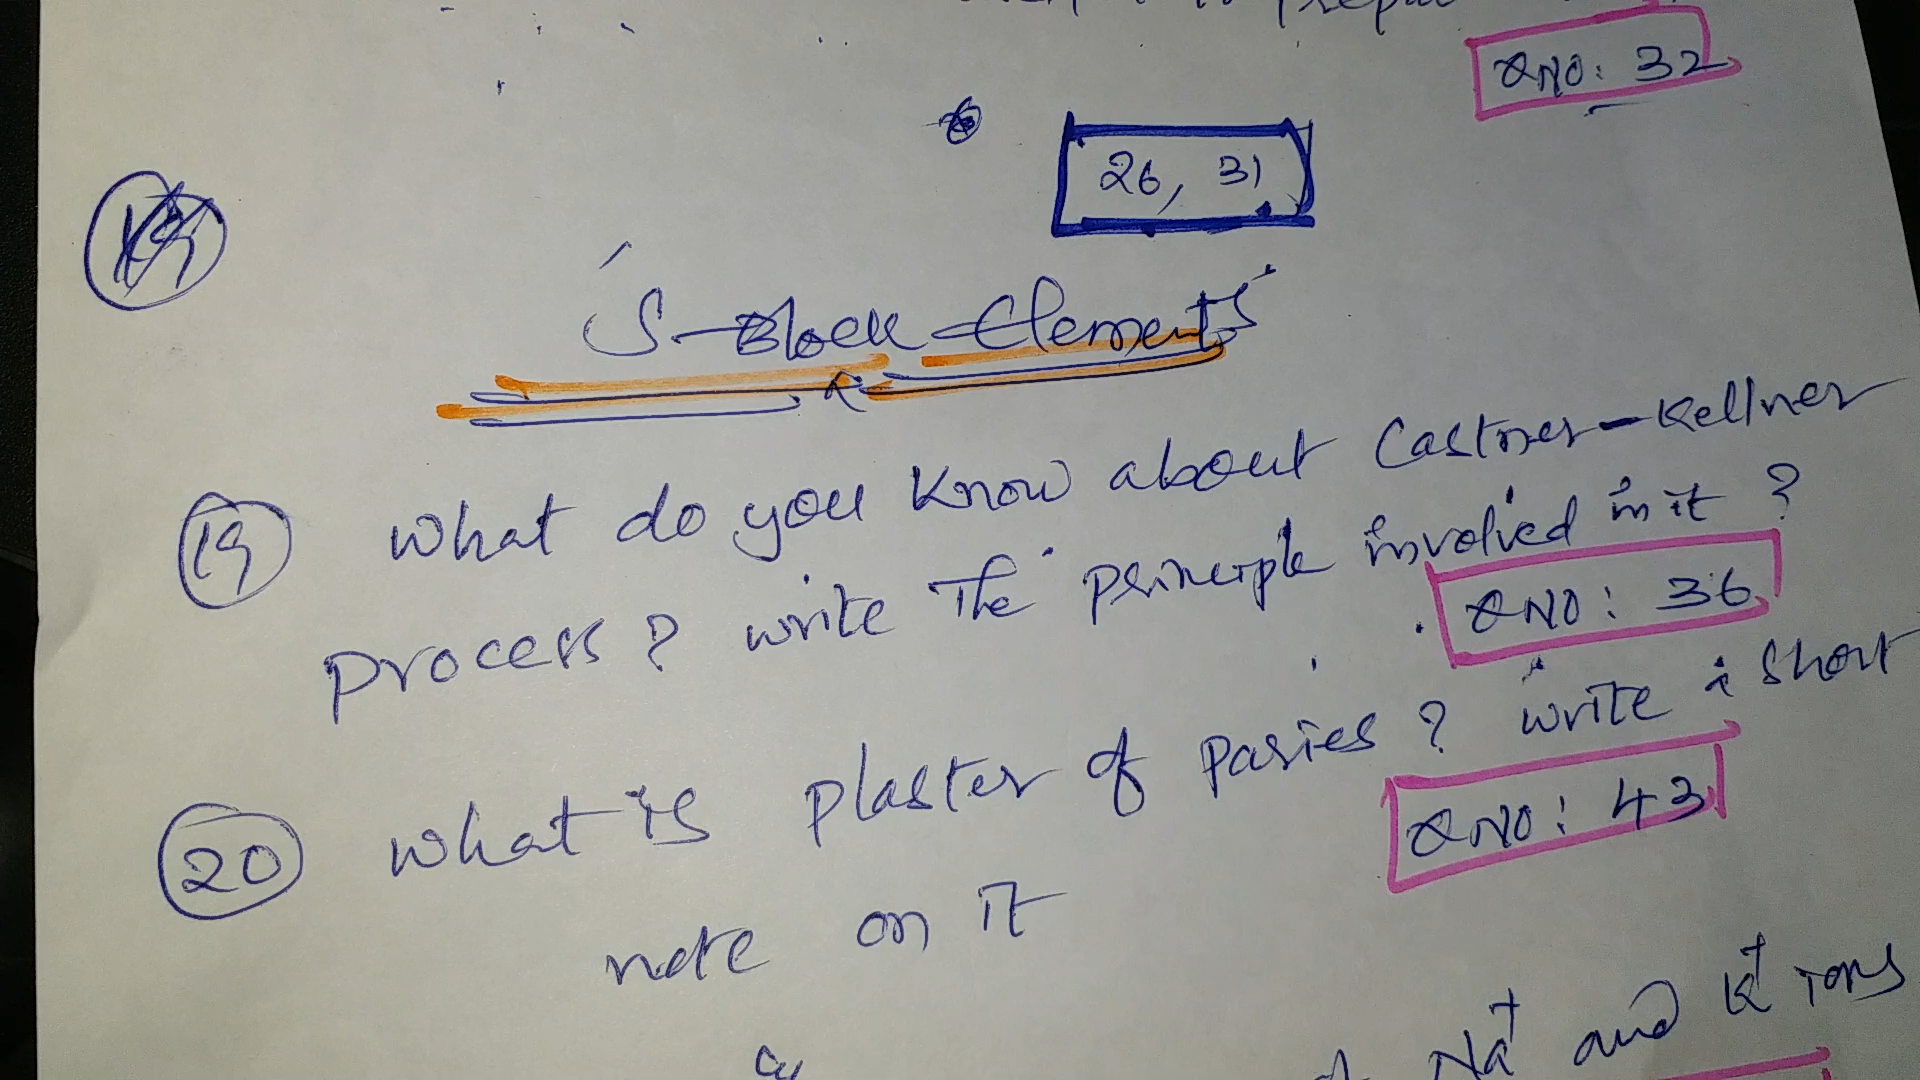 QNO: 32
26, 31
S-Block Elements
19 What do you know about Castner-Kellner
process? write The principle involved in it?
QNO: 36
20 what is plaster of Paries? write a short
QNO: 43
note on it
Na+ and K+ ions